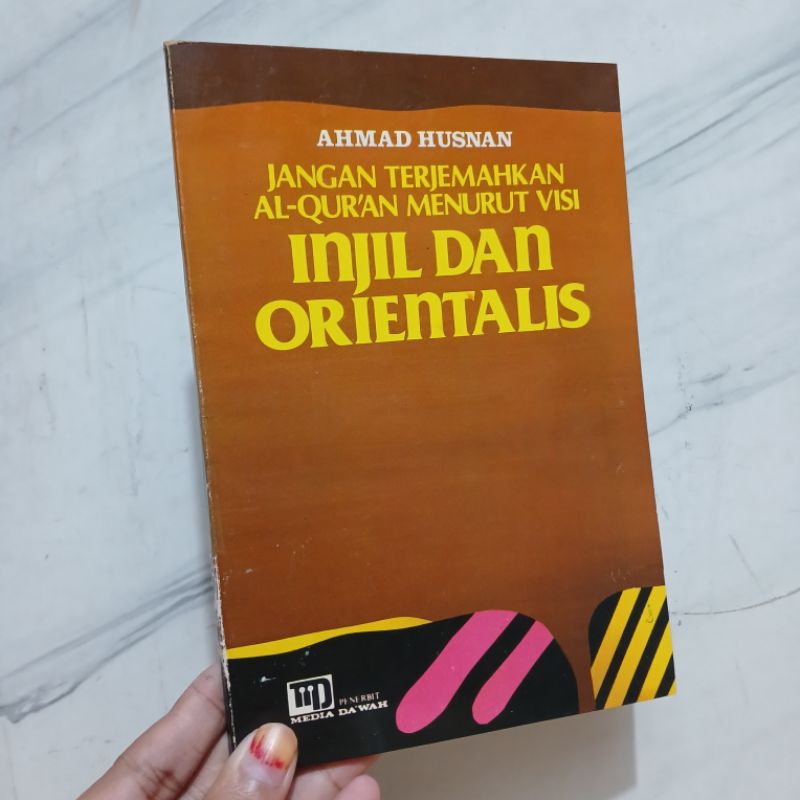 AHMAD HUSNAN
JANGAN TERJEMAHKAN
AL-QUR'AN MENURUT VISI
INJIL DAN
ORIENTALIS
PENERBIT
MEDIA DA'WAH